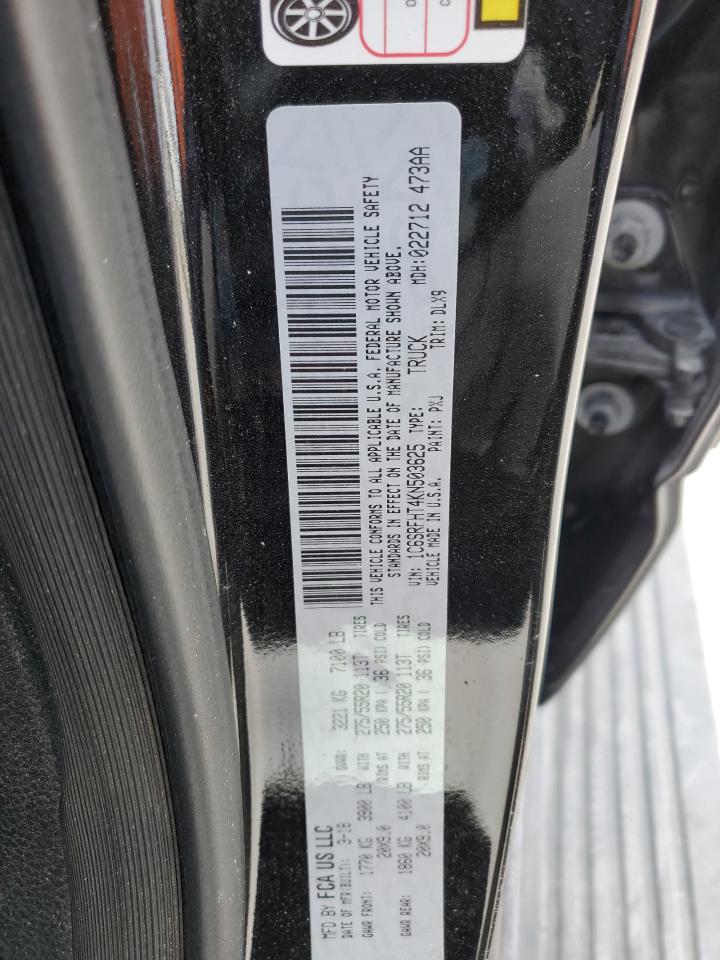 MFD BY FCA US LLC
DATE OF MFR(BUILT): 3-18 GVWR: 3221 KG 7100 LB
GAWR FRONT: 1770 KG 3900 LB WITH 275/55R20 113T TIRES
20X9.0 RIMS AT 250 KPA ( 36 PSI) COLD
GAWR REAR: 1860 KG 4100 LB WITH 275/55R20 113T TIRES
20X9.0 RIMS AT 250 KPA ( 36 PSI) COLD
THIS VEHICLE CONFORMS TO ALL APPLICABLE U.S.A. FEDERAL MOTOR VEHICLE SAFETY
STANDARDS IN EFFECT ON THE DATE OF MANUFACTURE SHOWN ABOVE.
VIN: 1C6SRFHT4KN503625 TYPE: TRUCK MDH:022712 473AA
VEHICLE MADE IN U.S.A. PAINT: PXJ TRIM: DLX9